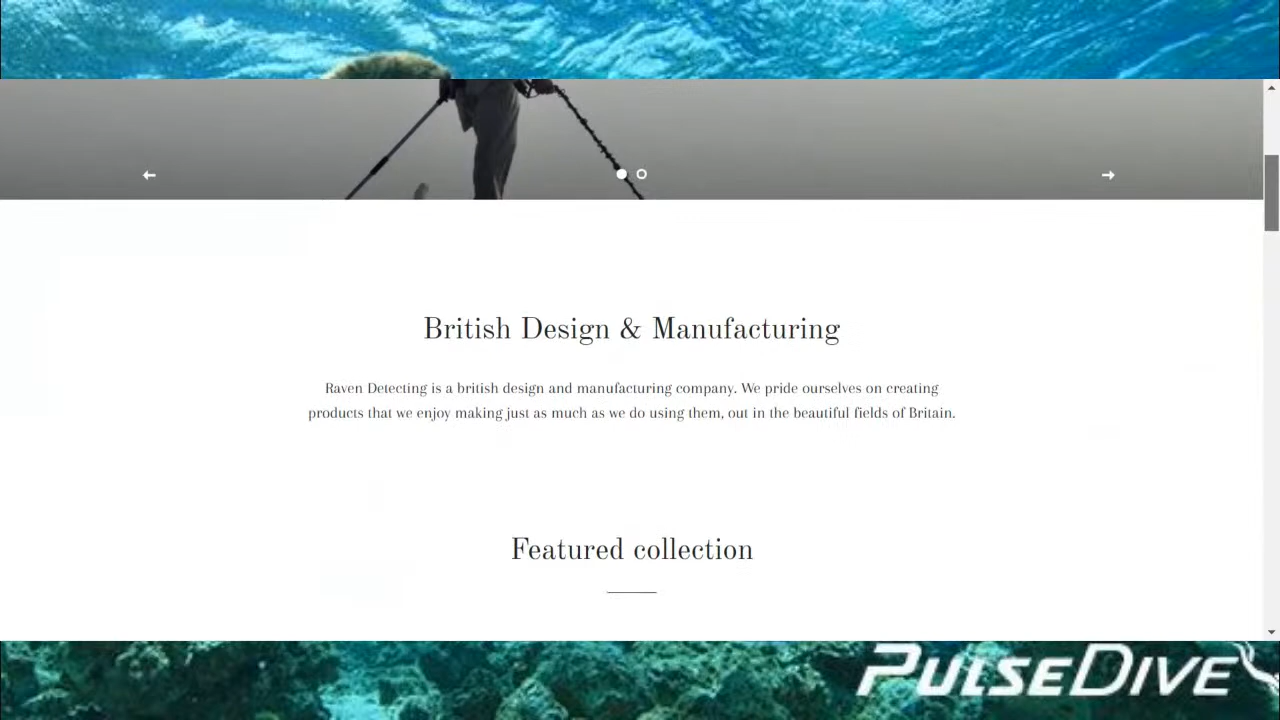 British Design & Manufacturing
Raven Detecting is a british design and manufacturing company. We pride ourselves on creating
products that we enjoy making just as much as we do using them, out in the beautiful fields of Britain.
Featured collection
PULSEDIVE